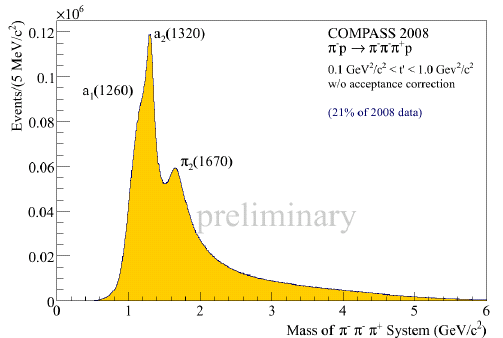 ×10⁶
Events/(5 MeV/c²)
0.12
0.1
0.08
0.06
0.04
0.02
0
a₂(1320)
a₁(1260)
π₂(1670)
COMPASS 2008
π⁻p → π⁻π⁻π⁺p
0.1 GeV²/c² < t' < 1.0 Gev²/c²
w/o acceptance correction
(21% of 2008 data)
preliminary
0 1 2 3 4 5 6
Mass of π⁻ π⁻ π⁺ System (GeV/c²)